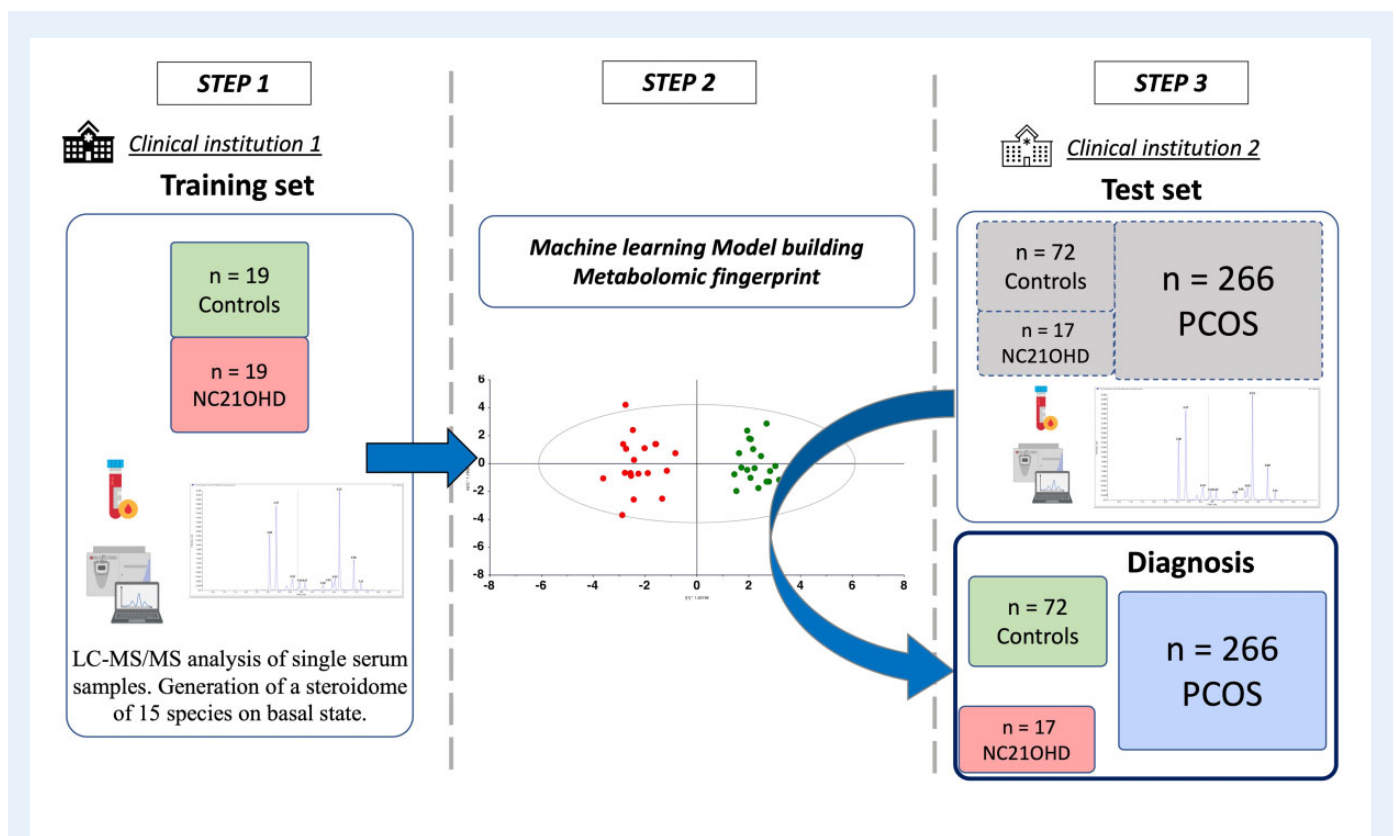 STEP 1
Clinical institution 1
Training set
n = 19
Controls
n = 19
NC21OHD
LC-MS/MS analysis of single serum
samples. Generation of a steroidome
of 15 species on basal state.
STEP 2
Machine learning Model building
Metabolomic fingerprint
6
4
2
0
-2
-4
-6
-8
-8
-6
-4
-2
0
2
4
6
8
STEP 3
Clinical institution 2
Test set
n = 72
Controls
n = 17
NC21OHD
n = 266
PCOS
Diagnosis
n = 72
Controls
n = 17
NC21OHD
n = 266
PCOS